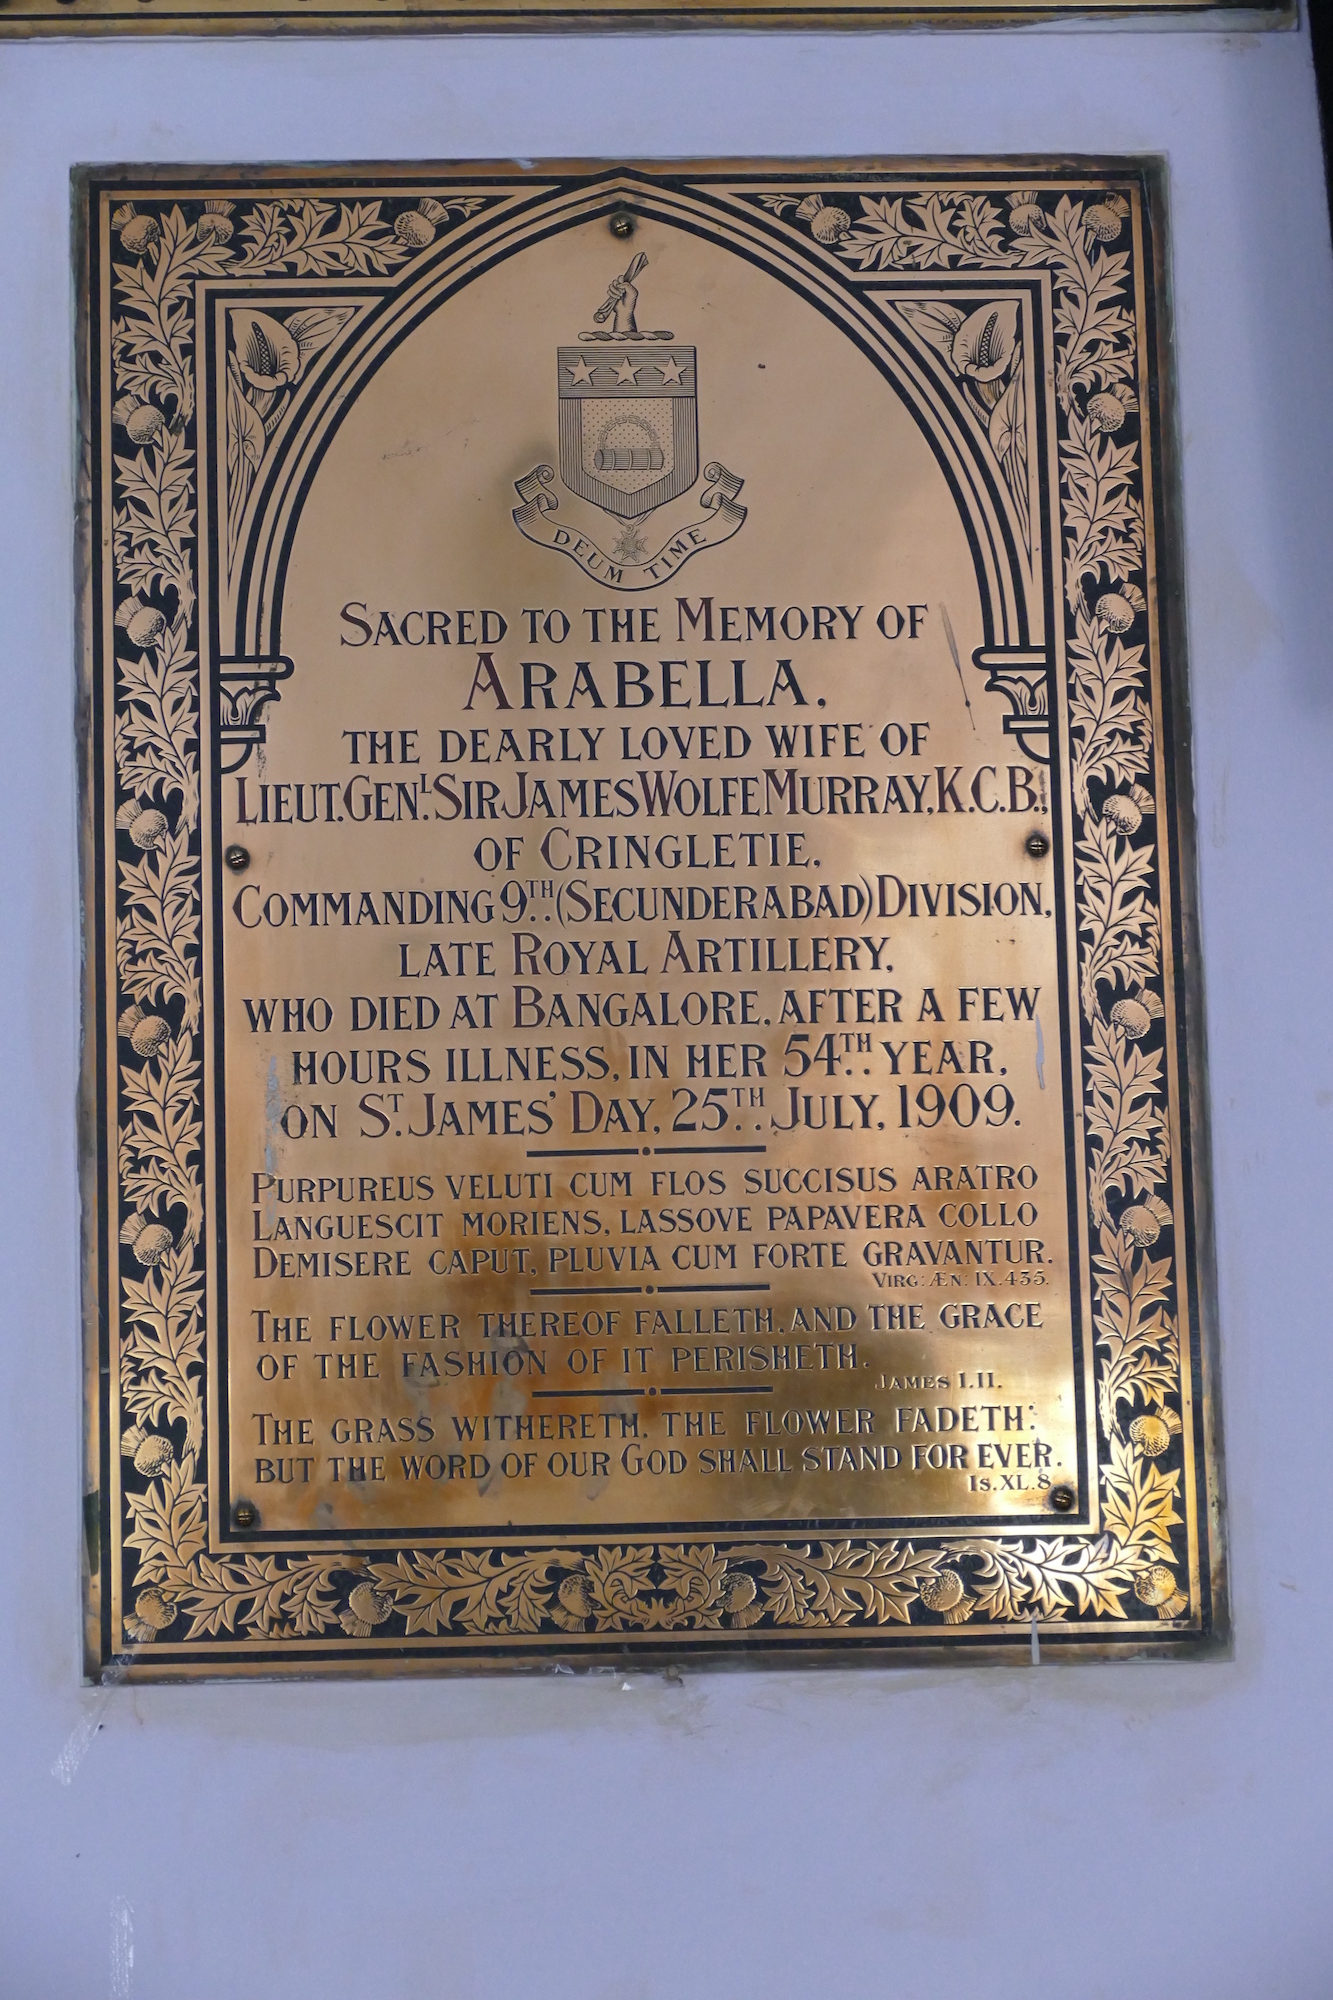 DEUM TIME
SACRED TO THE MEMORY OF
ARABELLA,
THE DEARLY LOVED WIFE OF
LIEUT. GENL. SIR JAMES WOLFE MURRAY, K.C.B.,
OF CRINGLETIE,
COMMANDING 9TH (SECUNDERABAD) DIVISION,
LATE ROYAL ARTILLERY,
WHO DIED AT BANGALORE, AFTER A FEW
HOURS ILLNESS, IN HER 54TH YEAR,
ON ST. JAMES' DAY, 25TH JULY, 1909.
PURPUREUS VELUTI CUM FLOS SUCCISUS ARATRO
LANGUESCIT MORIENS, LASSOVE PAPAVERA COLLO
DEMISERE CAPUT, PLUVIA CUM FORTE GRAVANTUR.
VIRG: ÆN: IX.435.
THE FLOWER THEREOF FALLETH, AND THE GRACE
OF THE FASHION OF IT PERISHETH.
JAMES 1.11.
THE GRASS WITHERETH, THE FLOWER FADETH:
BUT THE WORD OF OUR GOD SHALL STAND FOR EVER.
IS. XL. 8